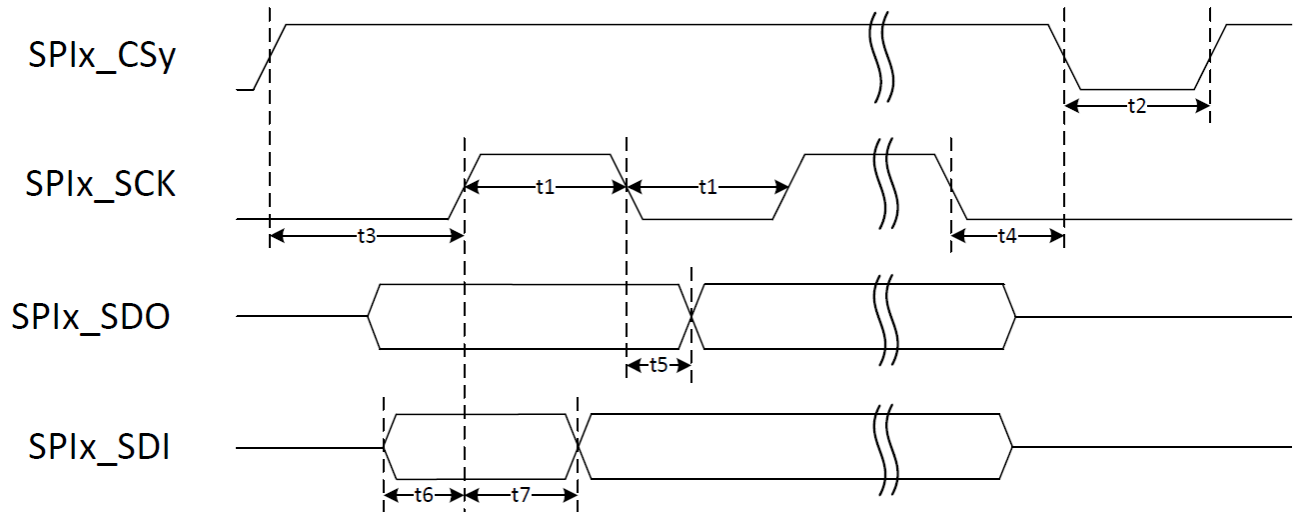 SPIx_CSy
t2
SPIx_SCK
t1 t1
t3 t4
SPIx_SDO
t5
SPIx_SDI
t6 t7